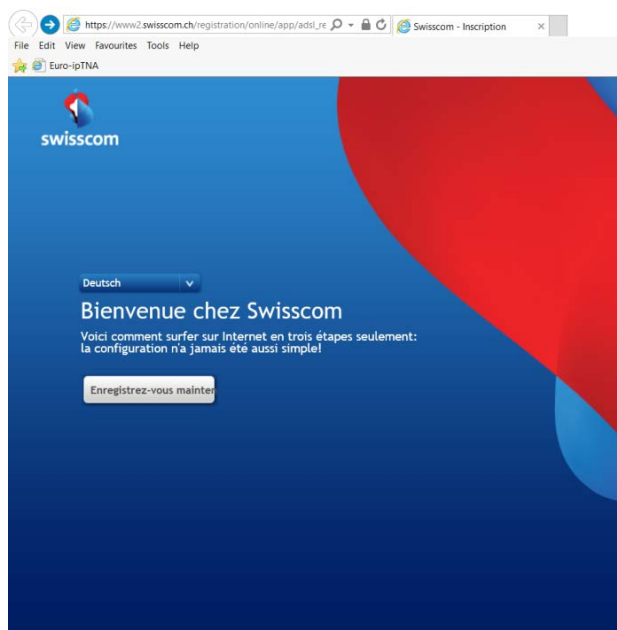 https://www2.swisscom.ch/registration/online/app/adsl_re
Swisscom - Inscription
File Edit View Favourites Tools Help
Euro-ipTNA
swisscom
Deutsch
Bienvenue chez Swisscom
Voici comment surfer sur Internet en trois étapes seulement:
la configuration n'a jamais été aussi simple!
Enregistrez-vous mainten